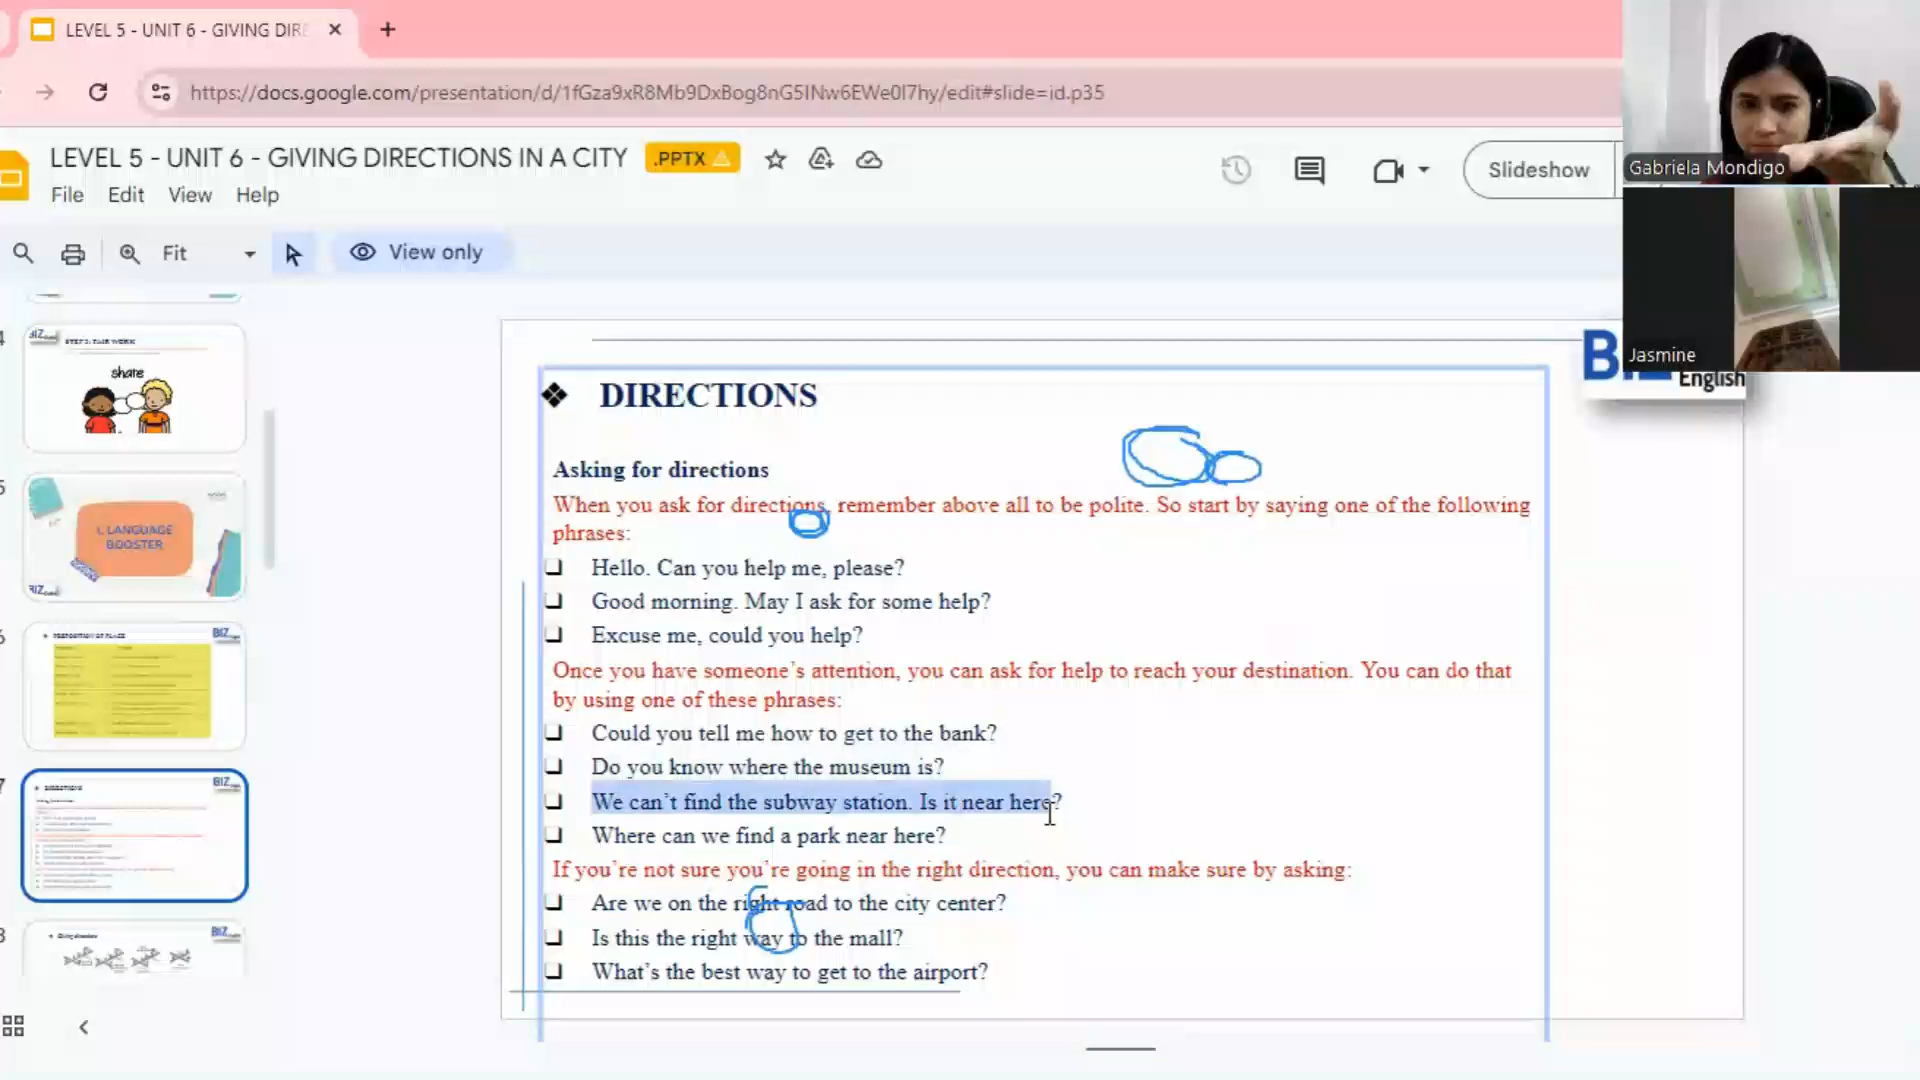 LEVEL 5 - UNIT 6 - GIVING DIRE
https://docs.google.com/presentation/d/1fGza9xR8Mb9DxBog8nG5INw6EWe0l7hy/edit#slide=id.p35
LEVEL 5 - UNIT 6 - GIVING DIRECTIONS IN A CITY
.PPTX
File Edit View Help
Slideshow
Gabriela Mondigo
Fit
View only
Jasmine
English
share
I. LANGUAGE
BOOSTER
❖ DIRECTIONS
Asking for directions
When you ask for directions, remember above all to be polite. So start by saying one of the following
phrases:
❑ Hello. Can you help me, please?
❑ Good morning. May I ask for some help?
❑ Excuse me, could you help?
Once you have someone’s attention, you can ask for help to reach your destination. You can do that
by using one of these phrases:
❑ Could you tell me how to get to the bank?
❑ Do you know where the museum is?
❑ We can’t find the subway station. Is it near here?
❑ Where can we find a park near here?
If you’re not sure you’re going in the right direction, you can make sure by asking:
❑ Are we on the right road to the city center?
❑ Is this the right way to the mall?
❑ What’s the best way to get to the airport?